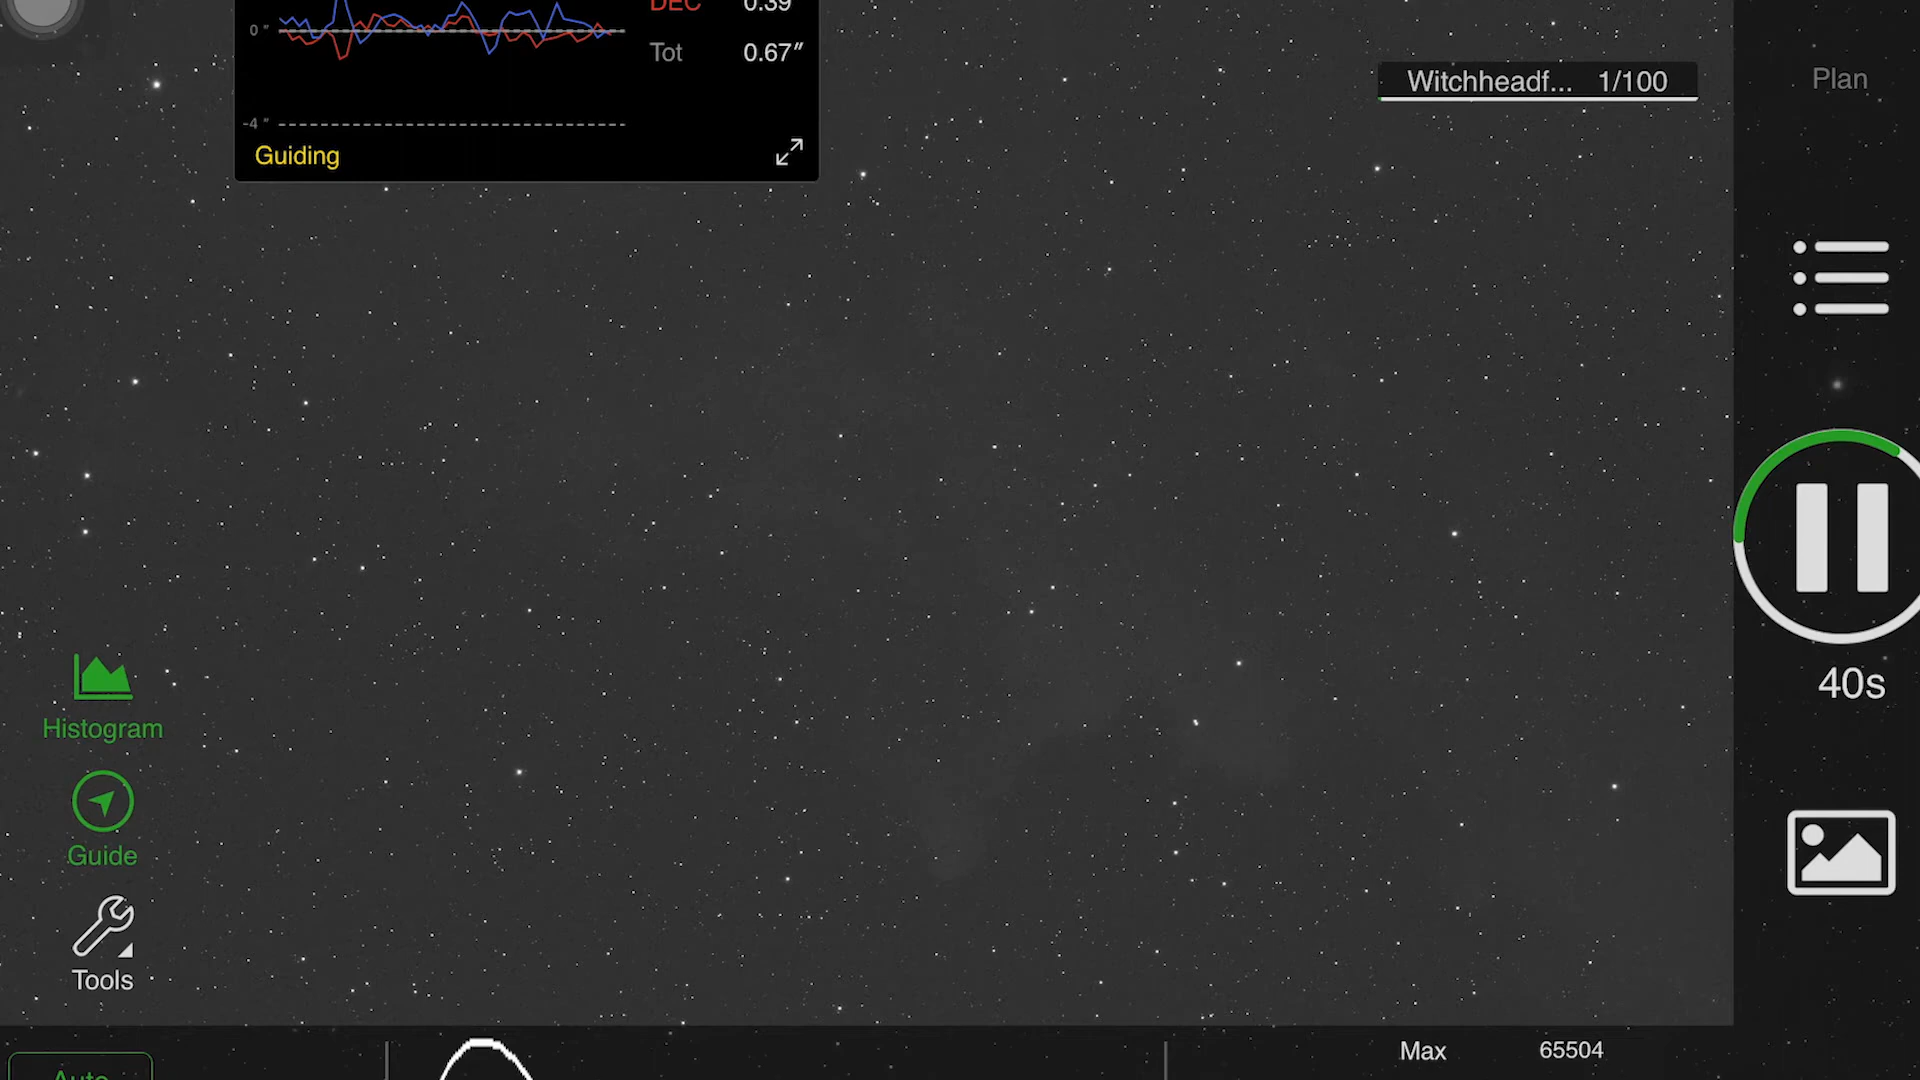 DEC 0.39
0 "
Tot 0.67"
Witchheadf... 1/100
Plan
-4 "
Guiding
40s
Histogram
Guide
Tools
Max 65504
Auto